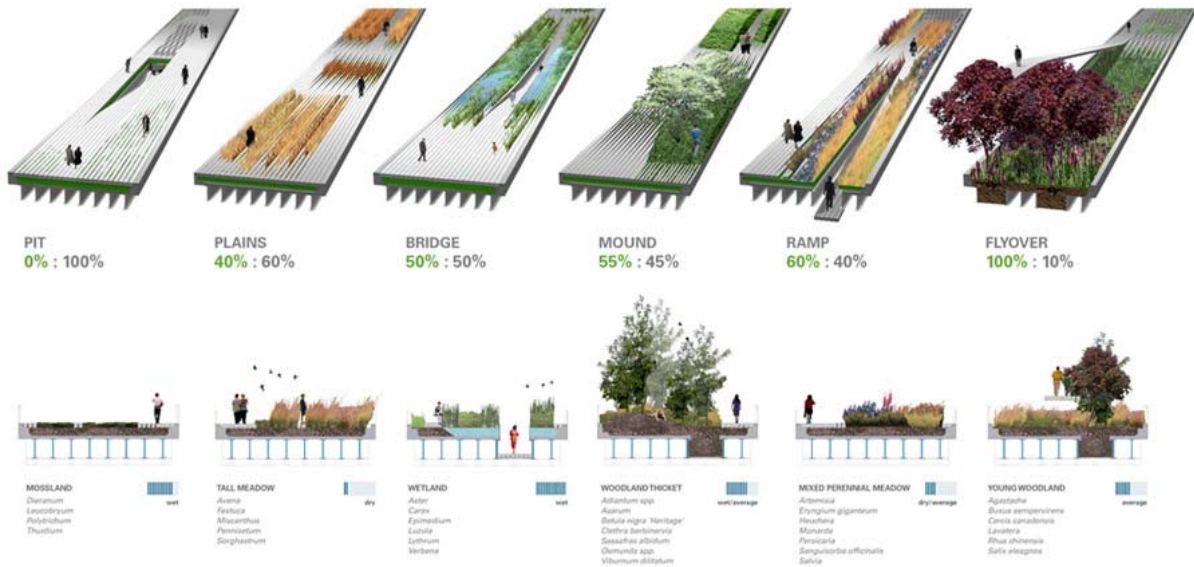 PIT
0% : 100%
PLAINS
40% : 60%
BRIDGE
50% : 50%
MOUND
55% : 45%
RAMP
60% : 40%
FLYOVER
100% : 10%
MOSSLAND
wet
Dieranum
Leucobryum
Polytrichum
Thuidium
TALL MEADOW
dry
Avena
Festuca
Miscanthus
Pennisetum
Sorghastrum
WETLAND
wet
Aster
Carex
Epimedium
Luzula
Lythrum
Verbena
WOODLAND THICKET
wet/average
Adiantum spp.
Asarum
Betula nigra 'Heritage'
Clethra barbinervis
Sassafras albidum
Osmunda spp.
Viburnum dilitatum
MIXED PERENNIAL MEADOW
dry/average
Artemisia
Eryngium giganteum
Heuchera
Monarda
Persicaria
Sanguisorba officinalis
Salvia
YOUNG WOODLAND
average
Agastache
Buxus sempervirens
Cercis canadensis
Lavatera
Rhus chinensis
Salix eleagnos